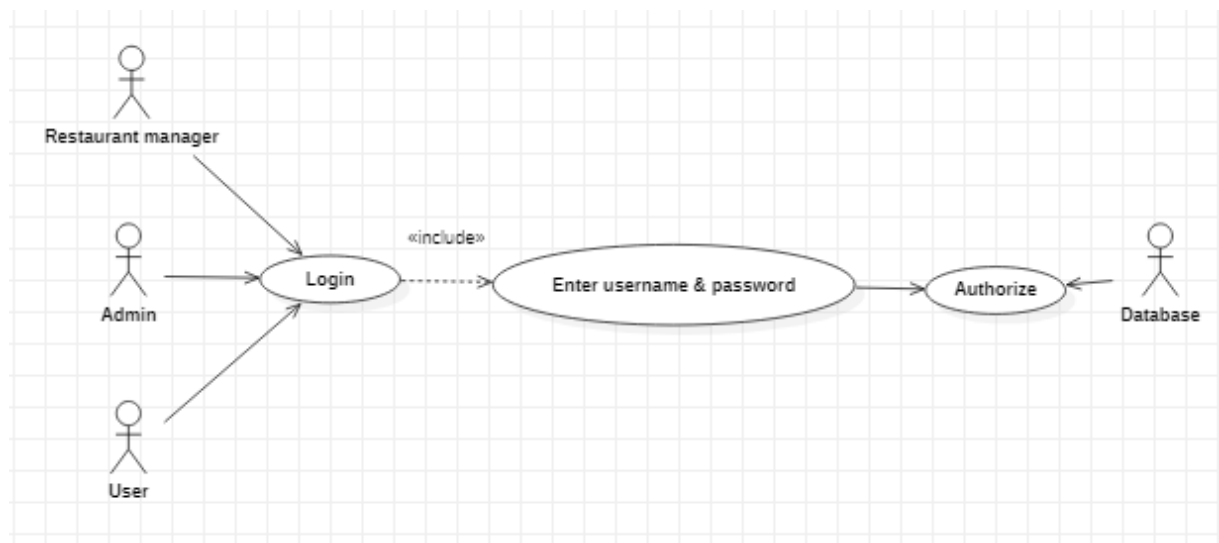 Restaurant manager
«include»
Login
Enter username & password
Authorize
Admin
Database
User